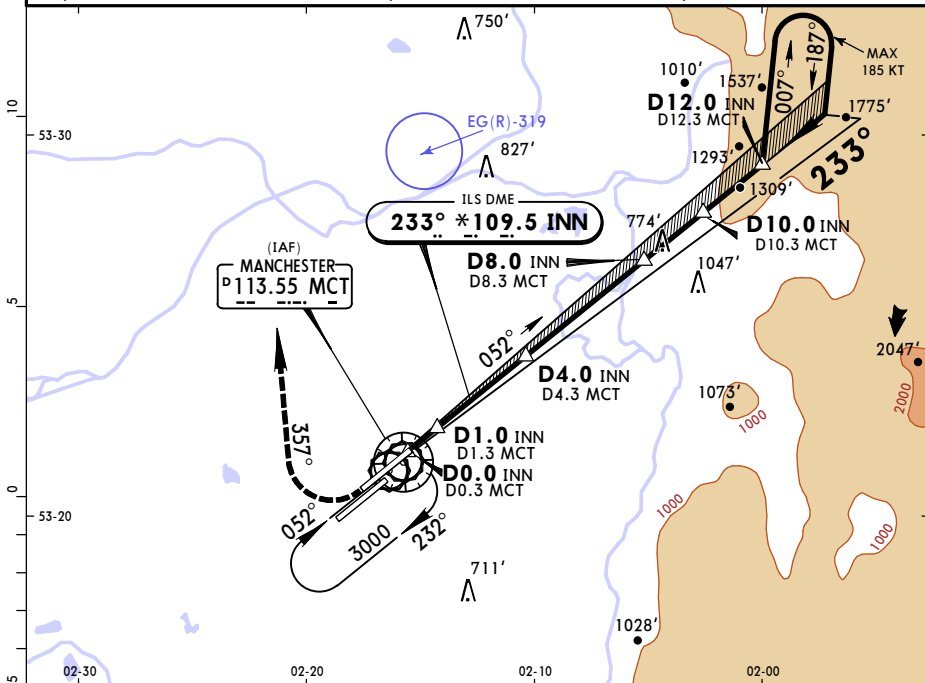 750'
MAX
185 KT
187°
007°
1010'
1537'
D12.0 INN
D12.3 MCT
1775'
10
53-30
EG(R)-319
827'
1293'
233°
1309'
ILS DME
233° *109.5 INN
774'
D10.0 INN
D10.3 MCT
(IAF)
MANCHESTER
D 113.55 MCT
D8.0 INN
D8.3 MCT
1047'
5
052°
2047'
D4.0 INN
D4.3 MCT
1073'
1000
2000
357°
D1.0 INN
D1.3 MCT
D0.0 INN
D0.3 MCT
0
53-20
052°
3000
232°
1000
1000
711'
1028'
5
02-30
02-20
02-10
02-00